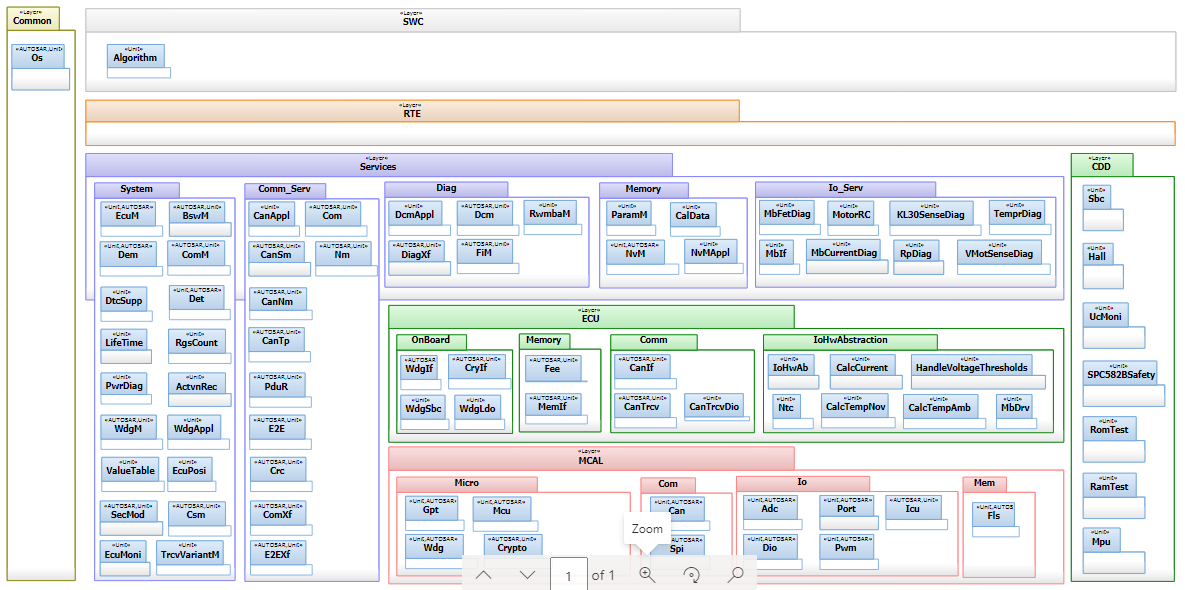 «Layer»
Common
«AUTOSAR,Unit»
Os
«Layer»
SWC
«Unit»
Algorithm
«Layer»
RTE
«Layer»
Services
System
«Unit,AUTOSAR»
EcuM
«AUTOSAR,Unit»
BswM
«AUTOSAR,Unit»
Dem
«AUTOSAR,Unit»
ComM
«Unit»
DtcSupp
«AUTOSAR,Unit»
Det
«Unit»
LifeTime
«Unit»
RgsCount
«Unit»
PwrDiag
«AUTOSAR,Unit»
ActvnRec
«Unit,AUTOSAR»
WdgM
«Unit»
WdgAppl
«Unit»
ValueTable
«Unit»
EcuPosi
«AUTOSAR,Unit»
SecMod
«AUTOSAR,Unit»
Csm
«Unit»
EcuMoni
«Unit»
TrcvVariantM
Comm_Serv
«Unit»
CanAppl
«AUTOSAR,Unit»
Com
«AUTOSAR,Unit»
CanSm
«AUTOSAR,Unit»
Nm
«AUTOSAR,Unit»
CanNm
«AUTOSAR,Unit»
CanTp
«AUTOSAR,Unit»
PduR
«AUTOSAR,Unit»
E2E
«AUTOSAR,Unit»
Crc
«AUTOSAR,Unit»
ComXf
«AUTOSAR,Unit»
E2EXf
Diag
«Unit»
DcmAppl
«AUTOSAR,Unit»
Dcm
«Unit»
RwmbaM
«AUTOSAR,Unit»
DiagXf
«AUTOSAR,Unit»
FiM
Memory
«Unit»
ParamM
«Unit»
CalData
«Unit,AUTOSAR»
NvM
«Unit»
NvMAppl
Io_Serv
«Unit»
MbFetDiag
«Unit»
MotorRC
«Unit»
KL30SenseDiag
«Unit»
TemprDiag
«Unit»
MbIf
«Unit»
MbCurrentDiag
«Unit»
RpDiag
«Unit»
VMotSenseDiag
«Layer»
ECU
OnBoard
«AUTOSAR
WdgIf
«AUTOSAR,Unit»
CryIf
«Unit»
WdgSbc
«Unit»
WdgLdo
Memory
«AUTOSAR,Unit»
Fee
«AUTOSAR,Unit»
MemIf
Comm
«AUTOSAR,Unit»
CanIf
«AUTOSAR,Unit»
CanTrcv
«AUTOSAR,Unit»
CanTrcvDio
IoHwAbstraction
«Unit»
IoHwAb
«Unit»
CalcCurrent
«Unit»
HandleVoltageThresholds
«Unit»
Ntc
«Unit»
CalcTempNov
«Unit»
CalcTempAmb
«Unit»
MbDrv
«Layer»
MCAL
Micro
«Unit,AUTOSAR»
Gpt
«Unit,AUTOSAR»
Mcu
«Unit,AUTOSAR»
Wdg
«Unit,AUTOSAR»
Crypto
Com
«Unit,AUTOSAR»
Can
«Unit,AUTOSAR»
Spi
Io
«Unit,AUTOSAR»
Adc
«Unit,AUTOSAR»
Port
«Unit,AUTOSAR»
Icu
«Unit,AUTOSAR»
Dio
«Unit,AUTOSAR»
Pwm
Mem
«Unit,AUTOS
Fls
«Layer»
CDD
«Unit»
Sbc
«Unit»
Hall
«Unit»
UcMoni
«AUTOSAR,Unit»
SPC582BSafety
«Unit»
RomTest
«Unit»
RamTest
«Unit»
Mpu
Zoom
1 of 1